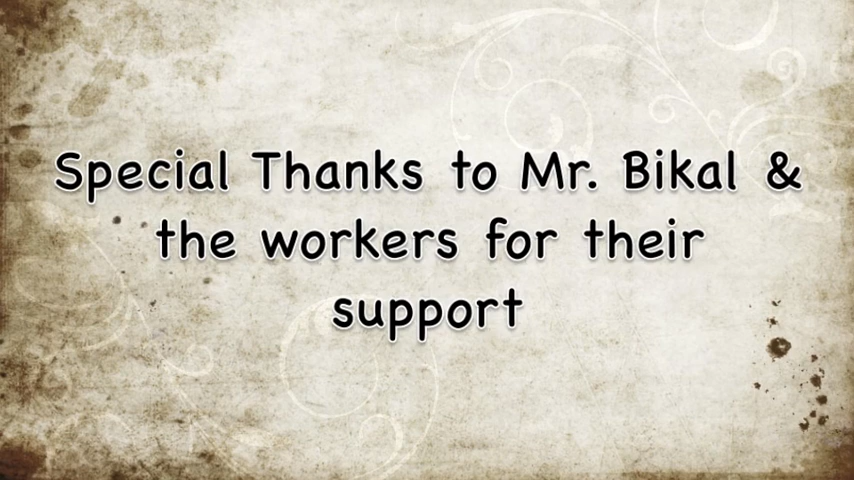 Special Thanks to Mr. Bikal &
the workers for their
support